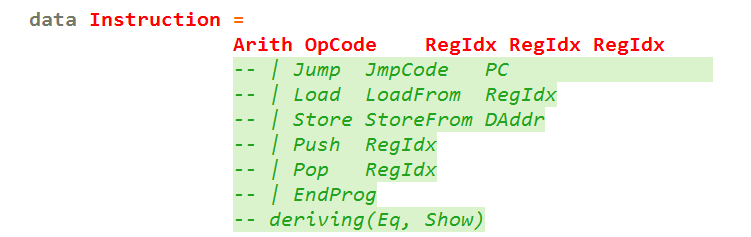 data Instruction =
Arith OpCode    RegIdx RegIdx RegIdx
-- | Jump  JmpCode   PC
-- | Load  LoadFrom  RegIdx
-- | Store StoreFrom DAddr
-- | Push  RegIdx
-- | Pop   RegIdx
-- | EndProg
-- deriving(Eq, Show)